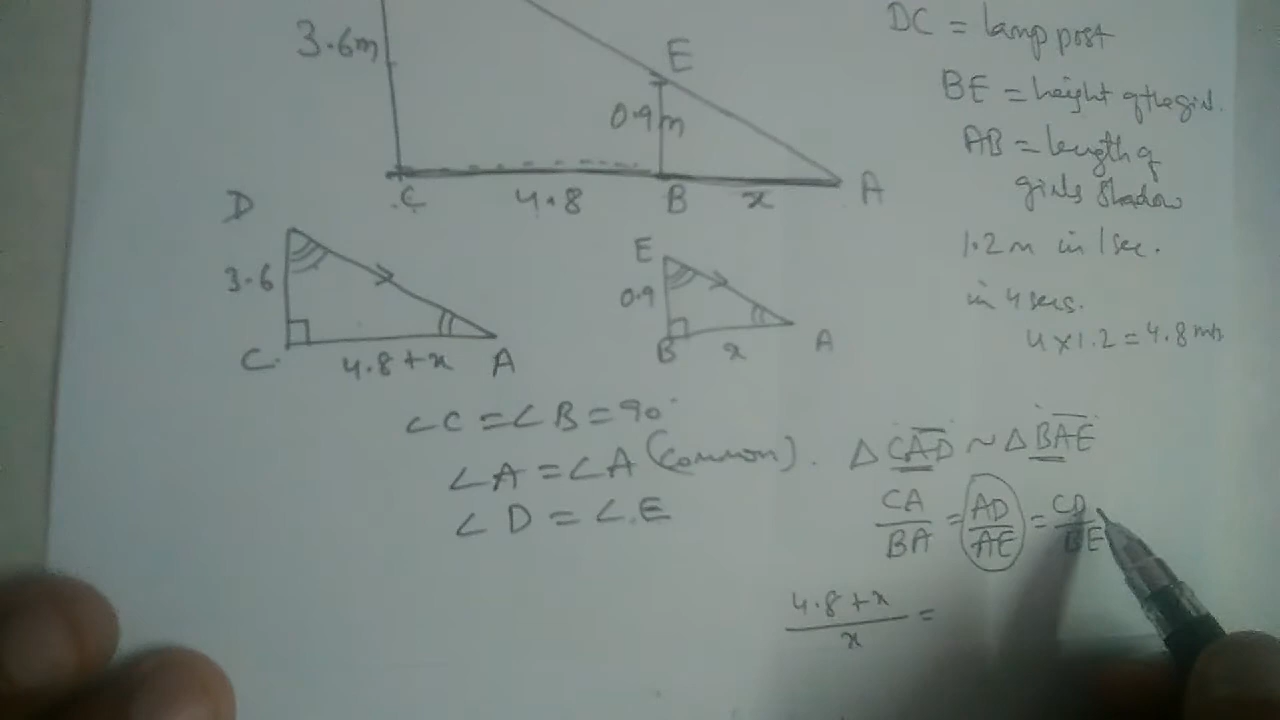 3.6m
E
0.9m
C 4.8 B x A
DC = lamp post
BE = height of the girl.
AB = length of
girls shadow
1.2m in 1 sec.
in 4 secs.
4 × 1.2 = 4.8 mts
D
3.6
C 4.8 + x A
E
0.9
B x A
∠C = ∠B = 90°
∠A = ∠A (common).
∠D = ∠E
Δ CAD ~ Δ BAE
CA/BA = AD/AE = CD/BE
4.8 + x / x =